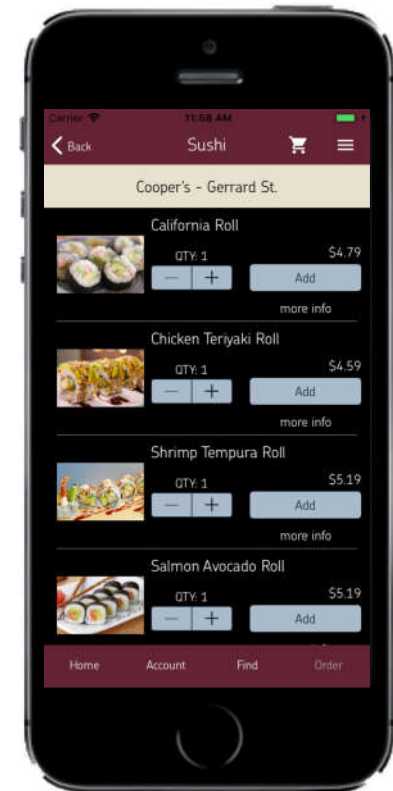 Carrier 11:58 AM
Back Sushi
Cooper's - Gerrard St.
California Roll
QTY: 1 $4.79
Add
more info
Chicken Teriyaki Roll
QTY: 1 $4.59
Add
more info
Shrimp Tempura Roll
QTY: 1 $5.19
Add
more info
Salmon Avocado Roll
QTY: 1 $5.19
Add
Home Account Find Order